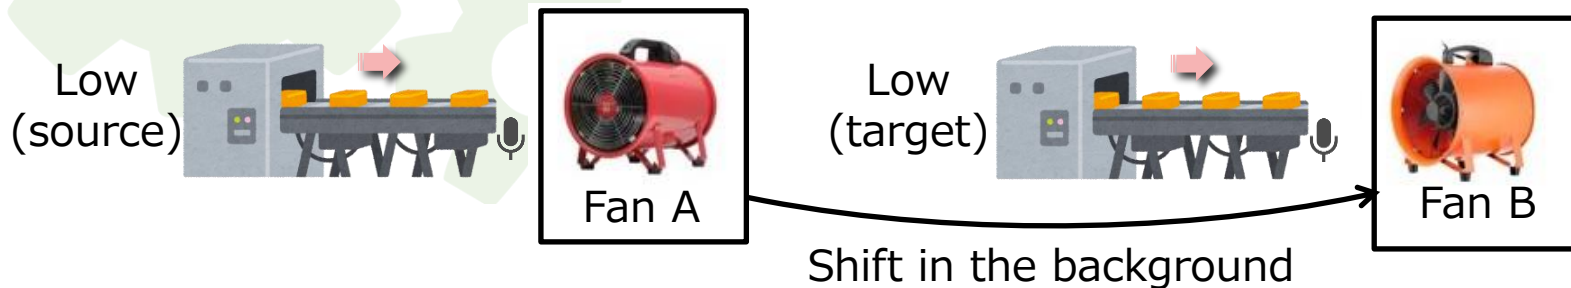 Low
(source)
Fan A
Low
(target)
Fan B
Shift in the background